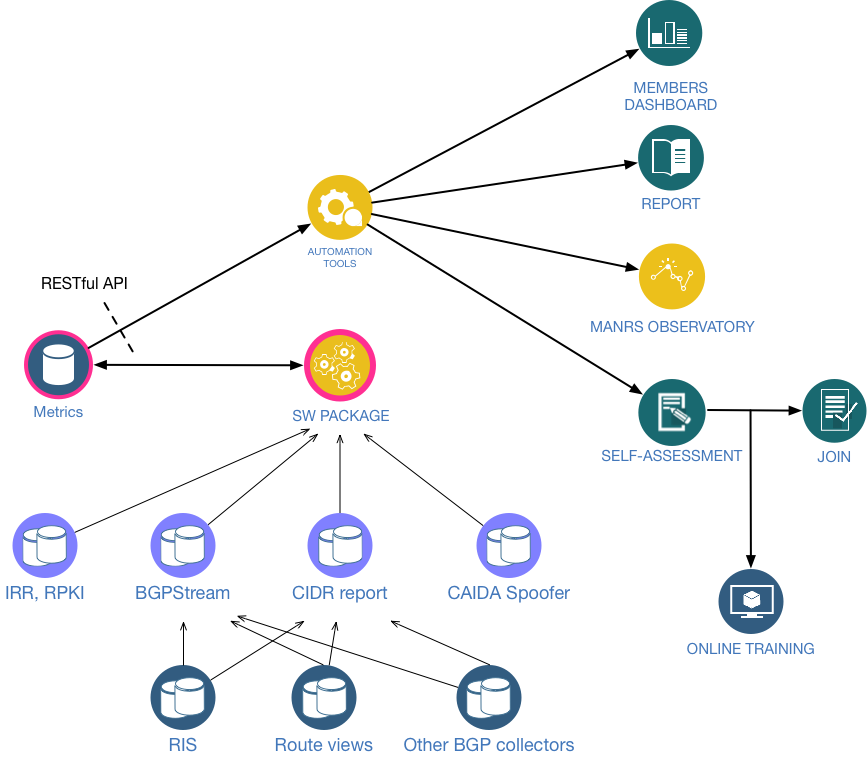 MEMBERS
DASHBOARD
REPORT
AUTOMATION
TOOLS
RESTful API
MANRS OBSERVATORY
Metrics
SW PACKAGE
SELF-ASSESSMENT
JOIN
IRR, RPKI
BGPStream
CIDR report
CAIDA Spoofer
ONLINE TRAINING
RIS
Route views
Other BGP collectors